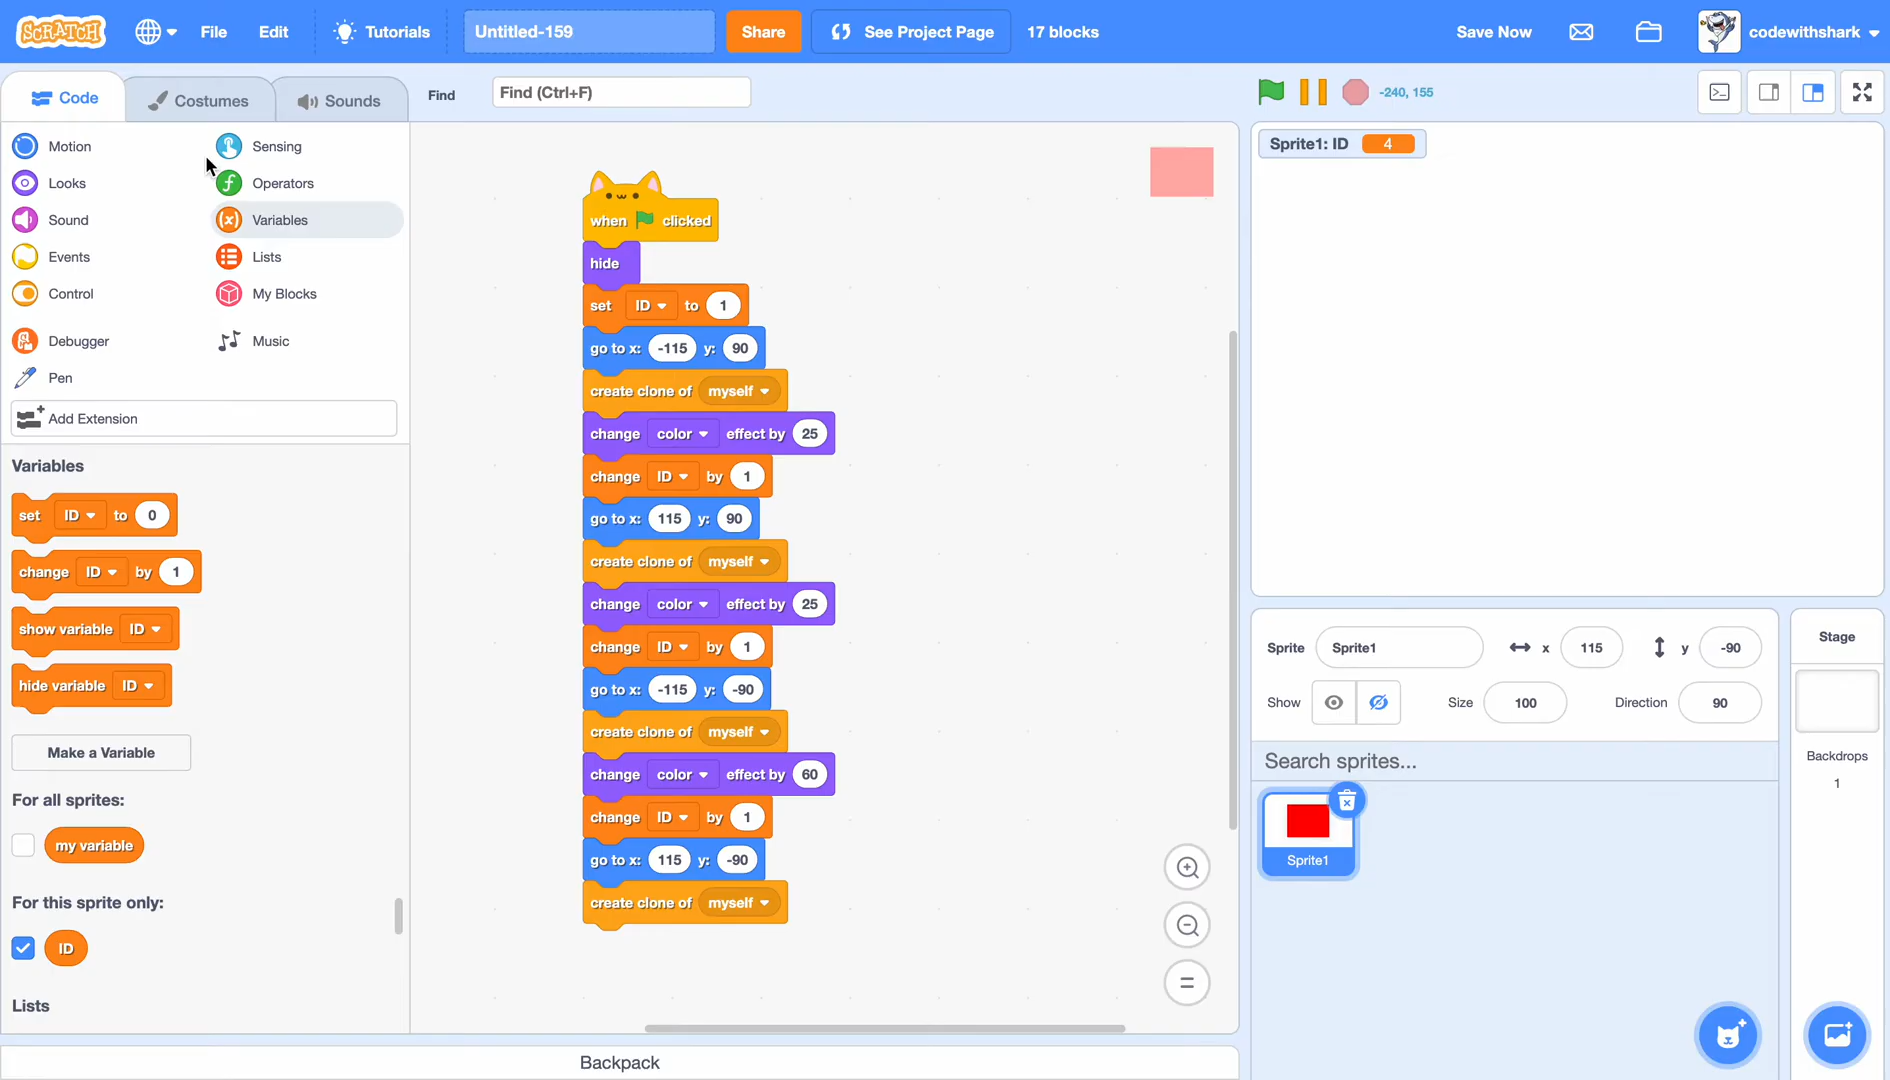 SCRATCH
File
Edit
Tutorials
Untitled-159
Share
See Project Page
17 blocks
Save Now
codewithshark
Code
Costumes
Sounds
Find
Find (Ctrl+F)
-240, 155
Motion
Looks
Sound
Events
Control
Debugger
Pen
Sensing
Operators
Variables
Lists
My Blocks
Music
Add Extension
Variables
set ID to 0
change ID by 1
show variable ID
hide variable ID
Make a Variable
For all sprites:
my variable
For this sprite only:
ID
Lists
when clicked
hide
set ID to 1
go to x: -115 y: 90
create clone of myself
change color effect by 25
change ID by 1
go to x: 115 y: 90
create clone of myself
change color effect by 25
change ID by 1
go to x: -115 y: -90
create clone of myself
change color effect by 60
change ID by 1
go to x: 115 y: -90
create clone of myself
Backpack
Sprite1: ID 4
Sprite Sprite1 x 115 y -90
Show Size 100 Direction 90
Search sprites...
Sprite1
Stage
Backdrops
1